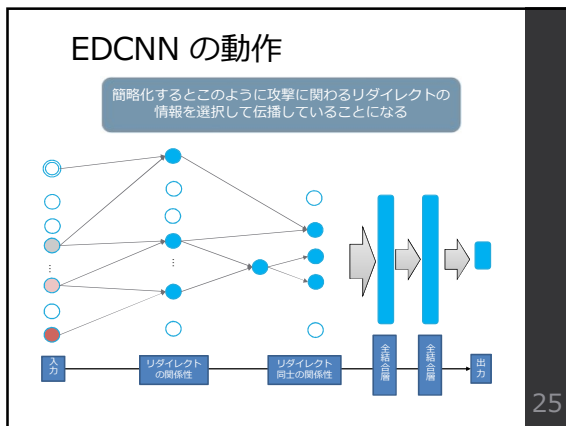 EDCNN の動作
簡略化するとこのように攻撃に関わるリダイレクトの
情報を選択して伝播していることになる
…
…
入力
リダイレクト
の関係性
リダイレクト
同士の関係性
全結合層
全結合層
出力
25